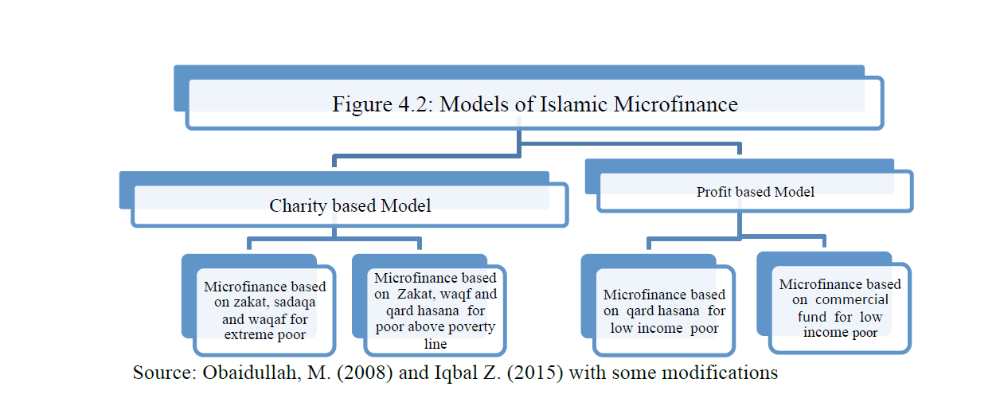 Figure 4.2: Models of Islamic Microfinance
Charity based Model
Profit based Model
Microfinance based
on zakat, sadaqa
and waqaf for
extreme poor
Microfinance based
on Zakat, waqf and
qard hasana for
poor above poverty
line
Microfinance based
on qard hasana for
low income poor
Microfinance based
on commercial
fund for low
income poor
Source: Obaidullah, M. (2008) and Iqbal Z. (2015) with some modifications